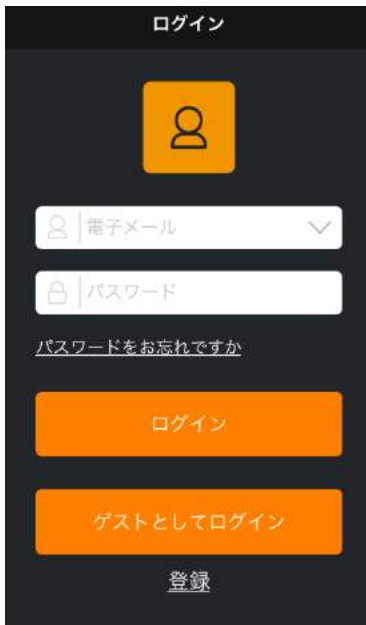 ログイン
電子メール
パスワード
パスワードをお忘れですか
ログイン
ゲストとしてログイン
登録